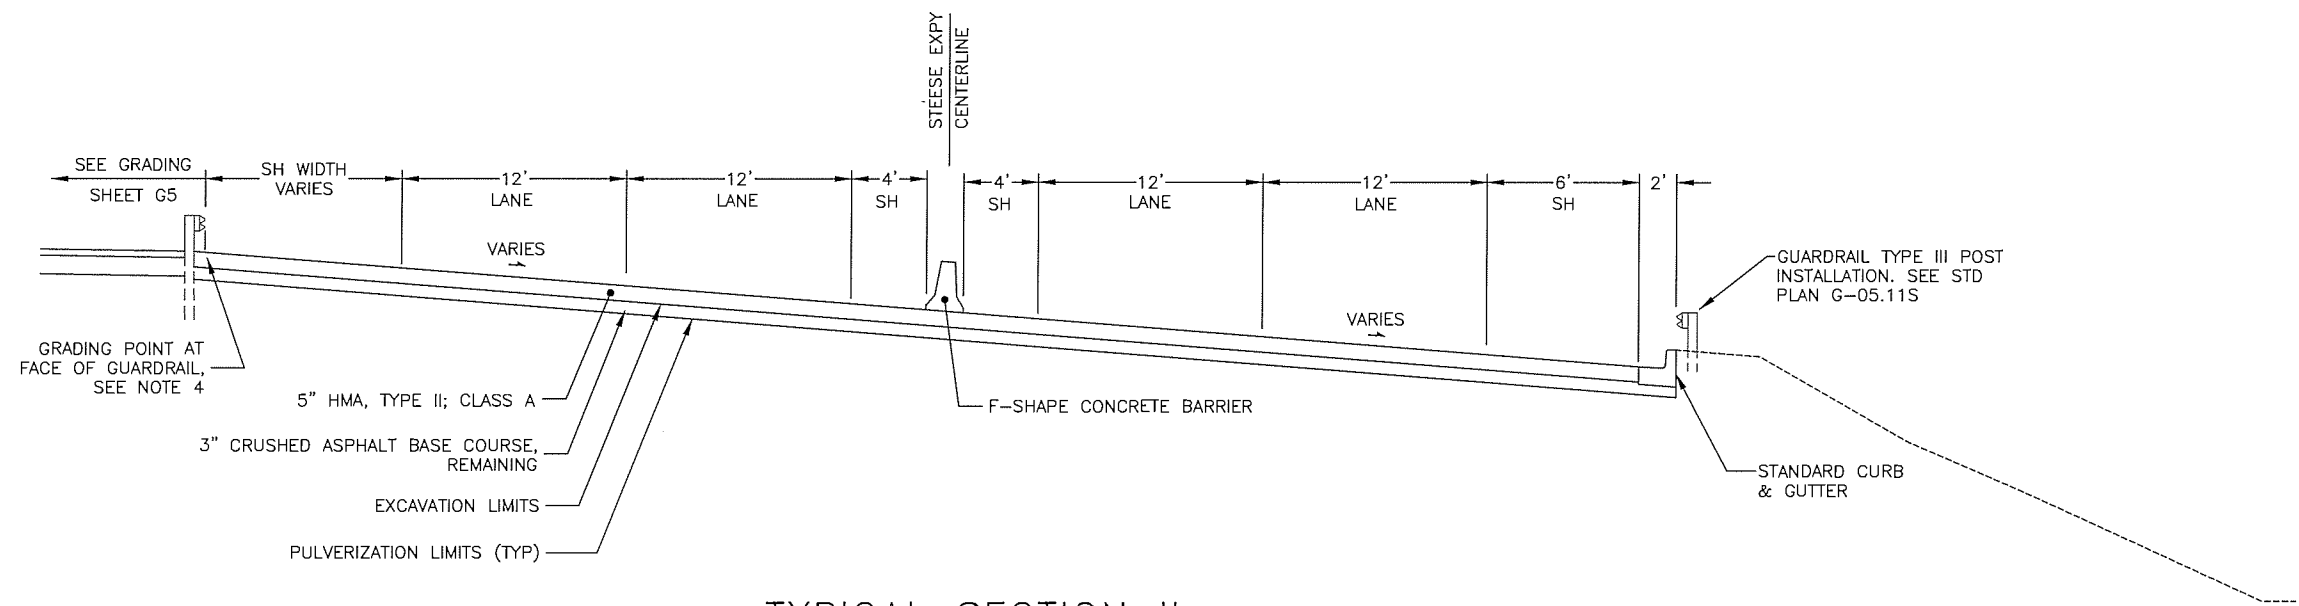 STEESE EXPY
CENTERLINE
SEE GRADING
SHEET G5
SH WIDTH
VARIES
12'
LANE
12'
LANE
4'
SH
4'
SH
12'
LANE
12'
LANE
6'
SH
2'
VARIES
VARIES
GUARDRAIL TYPE III POST
INSTALLATION. SEE STD
PLAN G-05.11S
GRADING POINT AT
FACE OF GUARDRAIL,
SEE NOTE 4
5" HMA, TYPE II; CLASS A
F-SHAPE CONCRETE BARRIER
3" CRUSHED ASPHALT BASE COURSE,
REMAINING
STANDARD CURB
& GUTTER
EXCAVATION LIMITS
PULVERIZATION LIMITS (TYP)
TYPICAL SECTION